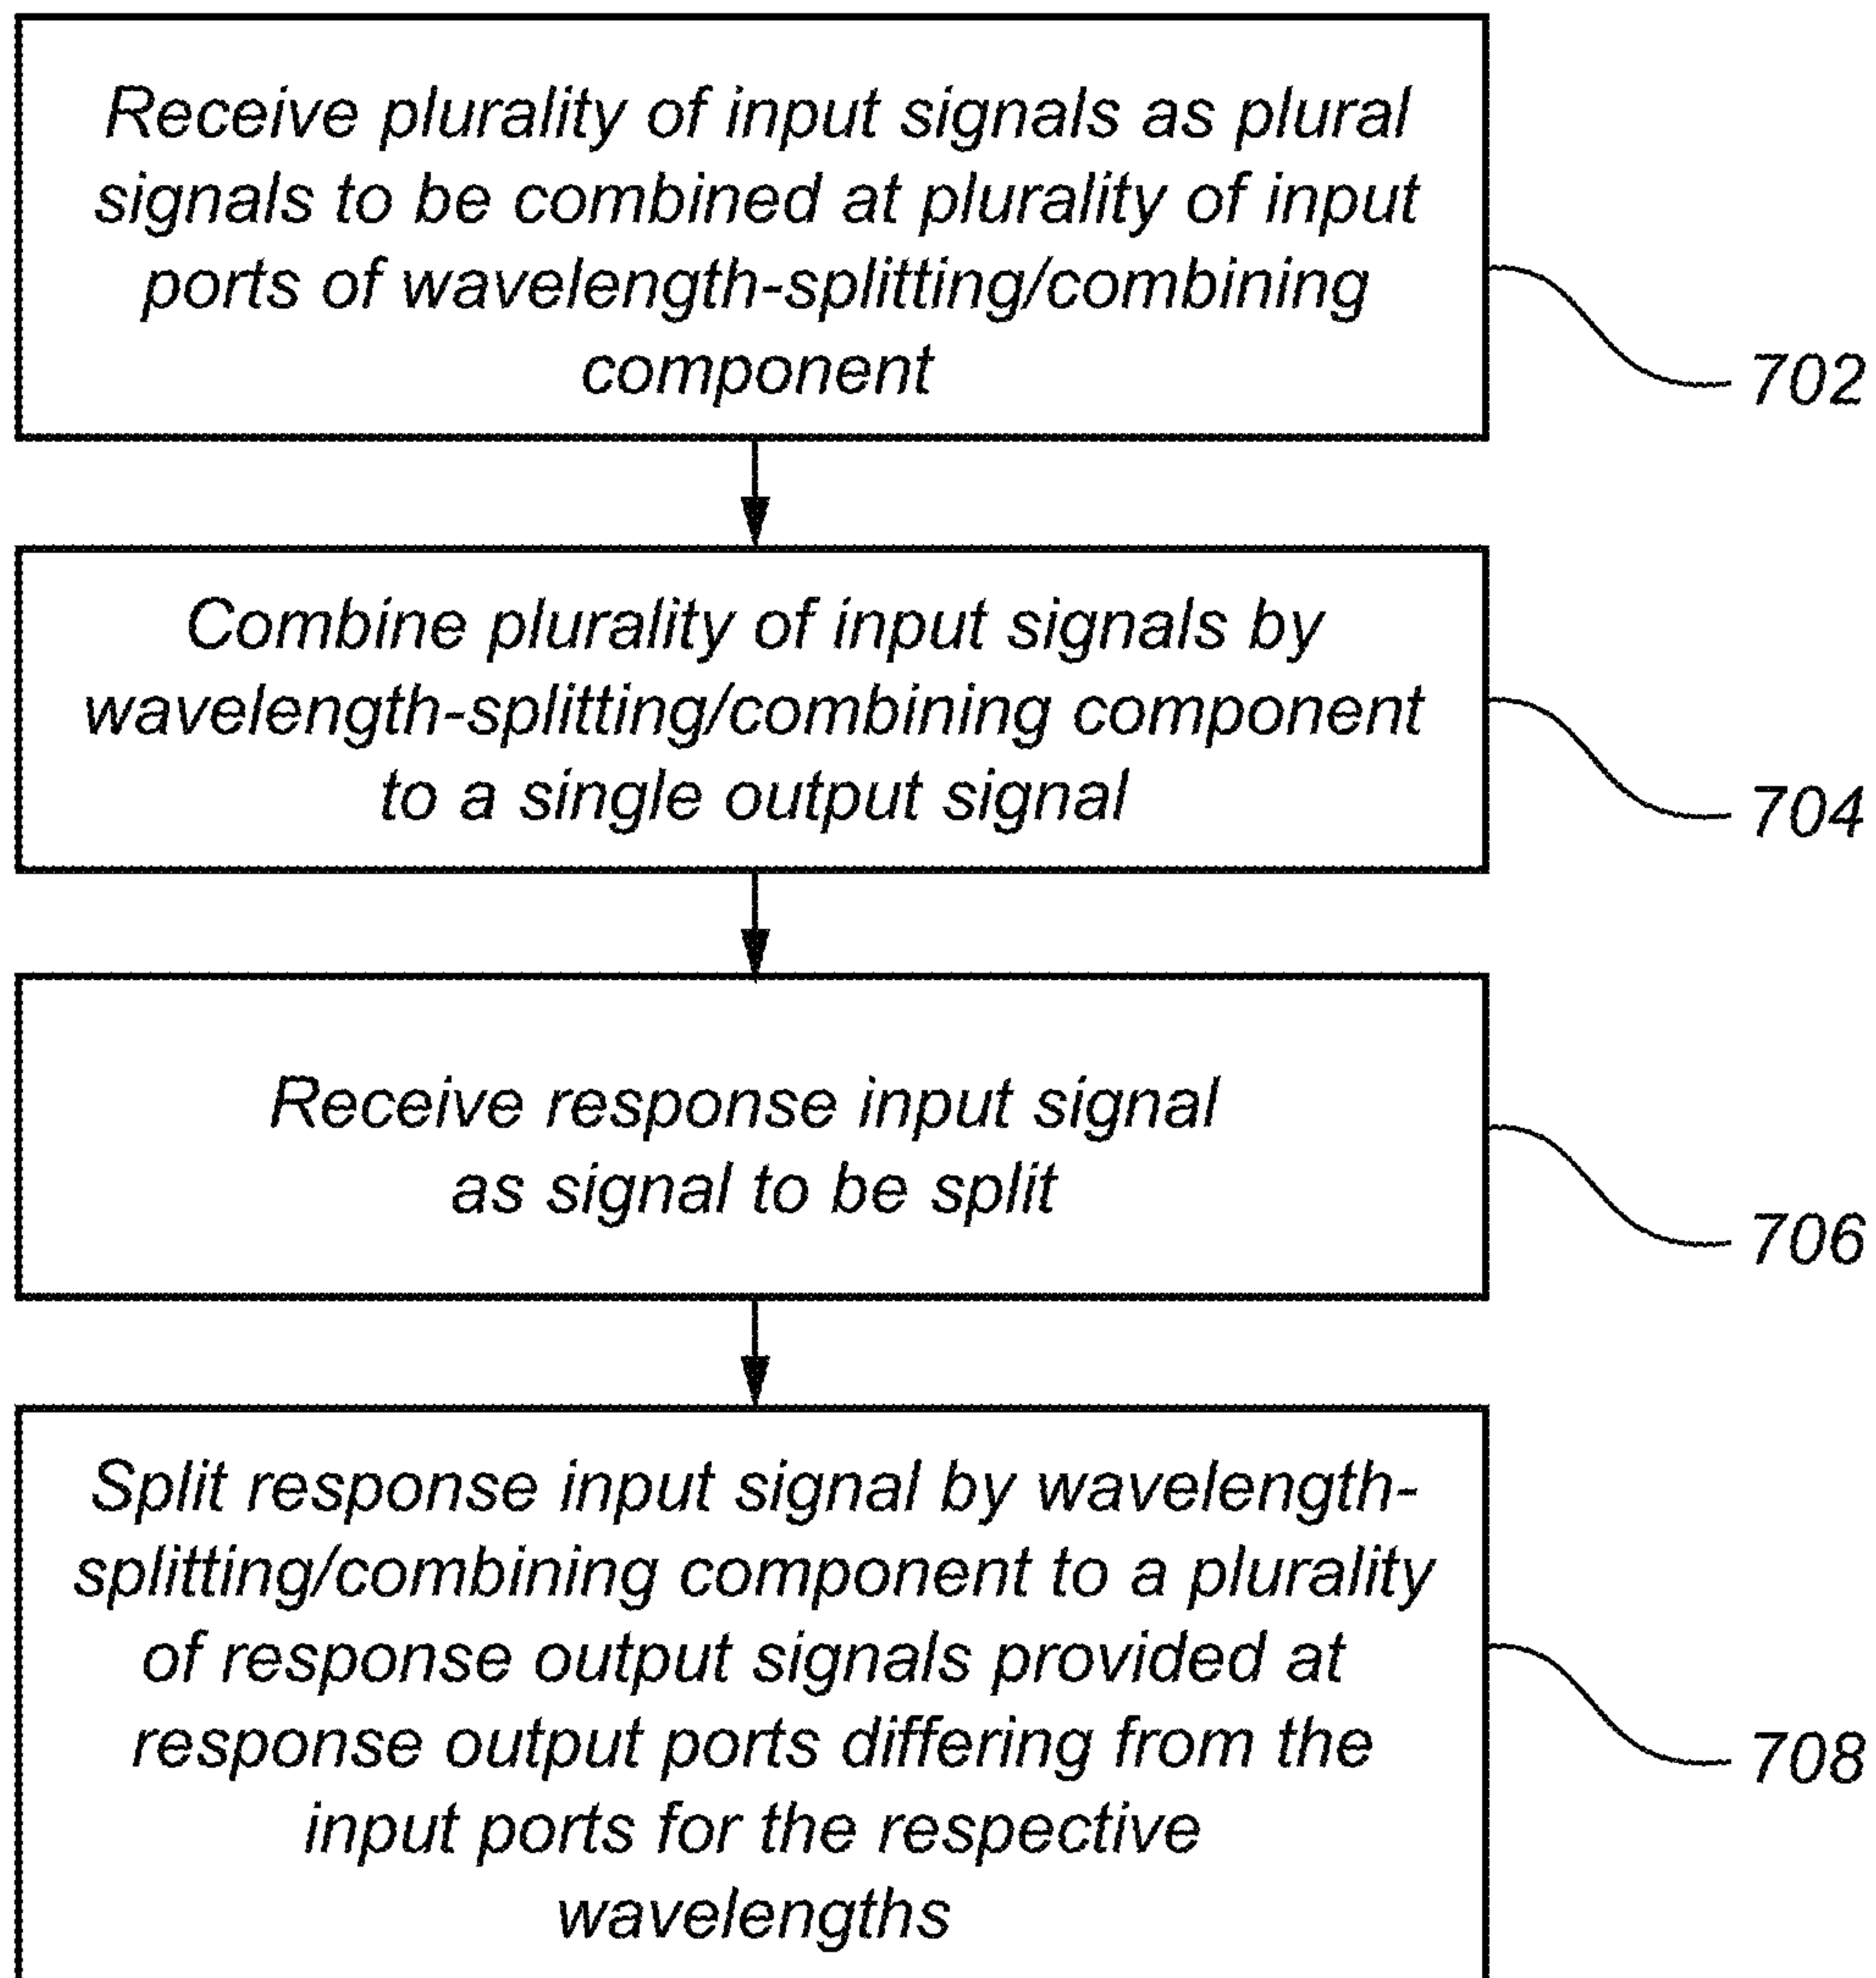 Receive plurality of input signals as plural
signals to be combined at plurality of input
ports of wavelength-splitting/combining
component
702
Combine plurality of input signals by
wavelength-splitting/combining component
to a single output signal
704
Receive response input signal
as signal to be split
706
Split response input signal by wavelength-
splitting/combining component to a plurality
of response output signals provided at
response output ports differing from the
input ports for the respective
wavelengths
708